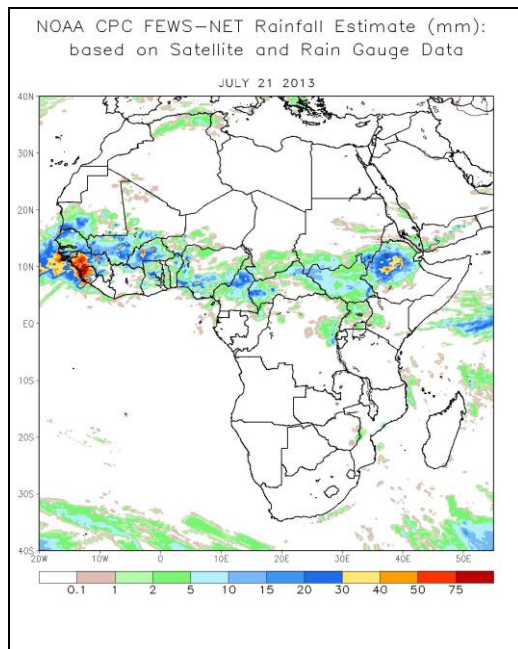 NOAA CPC FEWS-NET Rainfall Estimate (mm):
based on Satellite and Rain Gauge Data
JULY 21 2013
40N
30N
20N
10N
EQ
10S
20S
30S
40S
20W 10W 0 10E 20E 30E 40E 50E
0.1 1 2 5 10 15 20 30 40 50 75